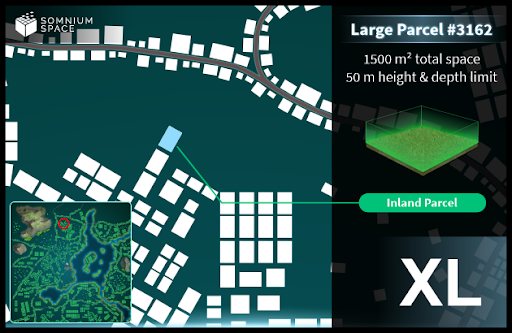 SOMNIUM
SPACE
Large Parcel #3162
1500 m² total space
50 m height & depth limit
Inland Parcel
XL